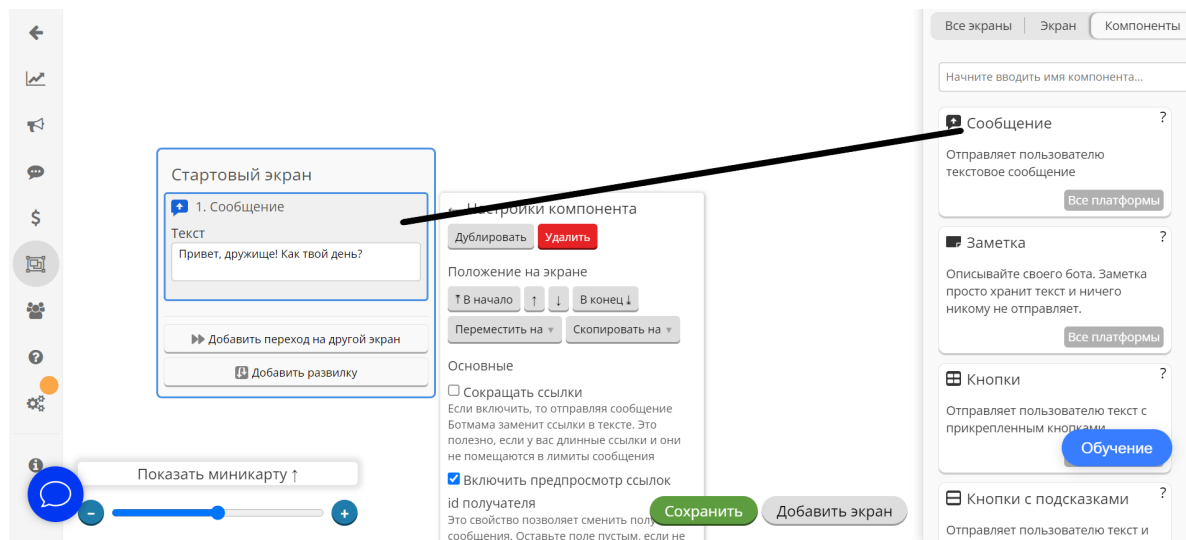 Все экраны
Экран
Компоненты
Начните вводить имя компонента...
Сообщение
?
Отправляет пользователю
текстовое сообщение
Все платформы
Заметка
?
Описывайте своего бота. Заметка
просто хранит текст и ничего
никому не отправляет.
Все платформы
Кнопки
?
Отправляет пользователю текст с
прикрепленным кнопками
Обучение
Кнопки с подсказками
?
Отправляет пользователю текст и
Стартовый экран
1. Сообщение
Текст
Привет, дружище! Как твой день?
Добавить переход на другой экран
Добавить развилку
← Настройки компонента
Дублировать
Удалить
Положение на экране
⤒ В начало
↑
↓
В конец ⤓
Переместить на ▼
Скопировать на ▼
Основные
Сокращать ссылки
Если включить, то отправляя сообщение
Ботмама заменит ссылки в тексте. Это
полезно, если у вас длинные ссылки и они
не помещаются в лимиты сообщения
Включить предпросмотр ссылок
id получателя
Это свойство позволяет сменить
сообщения. Оставьте поле пустым, если не
Показать миникарту ↑
-
+
Сохранить
Добавить экран